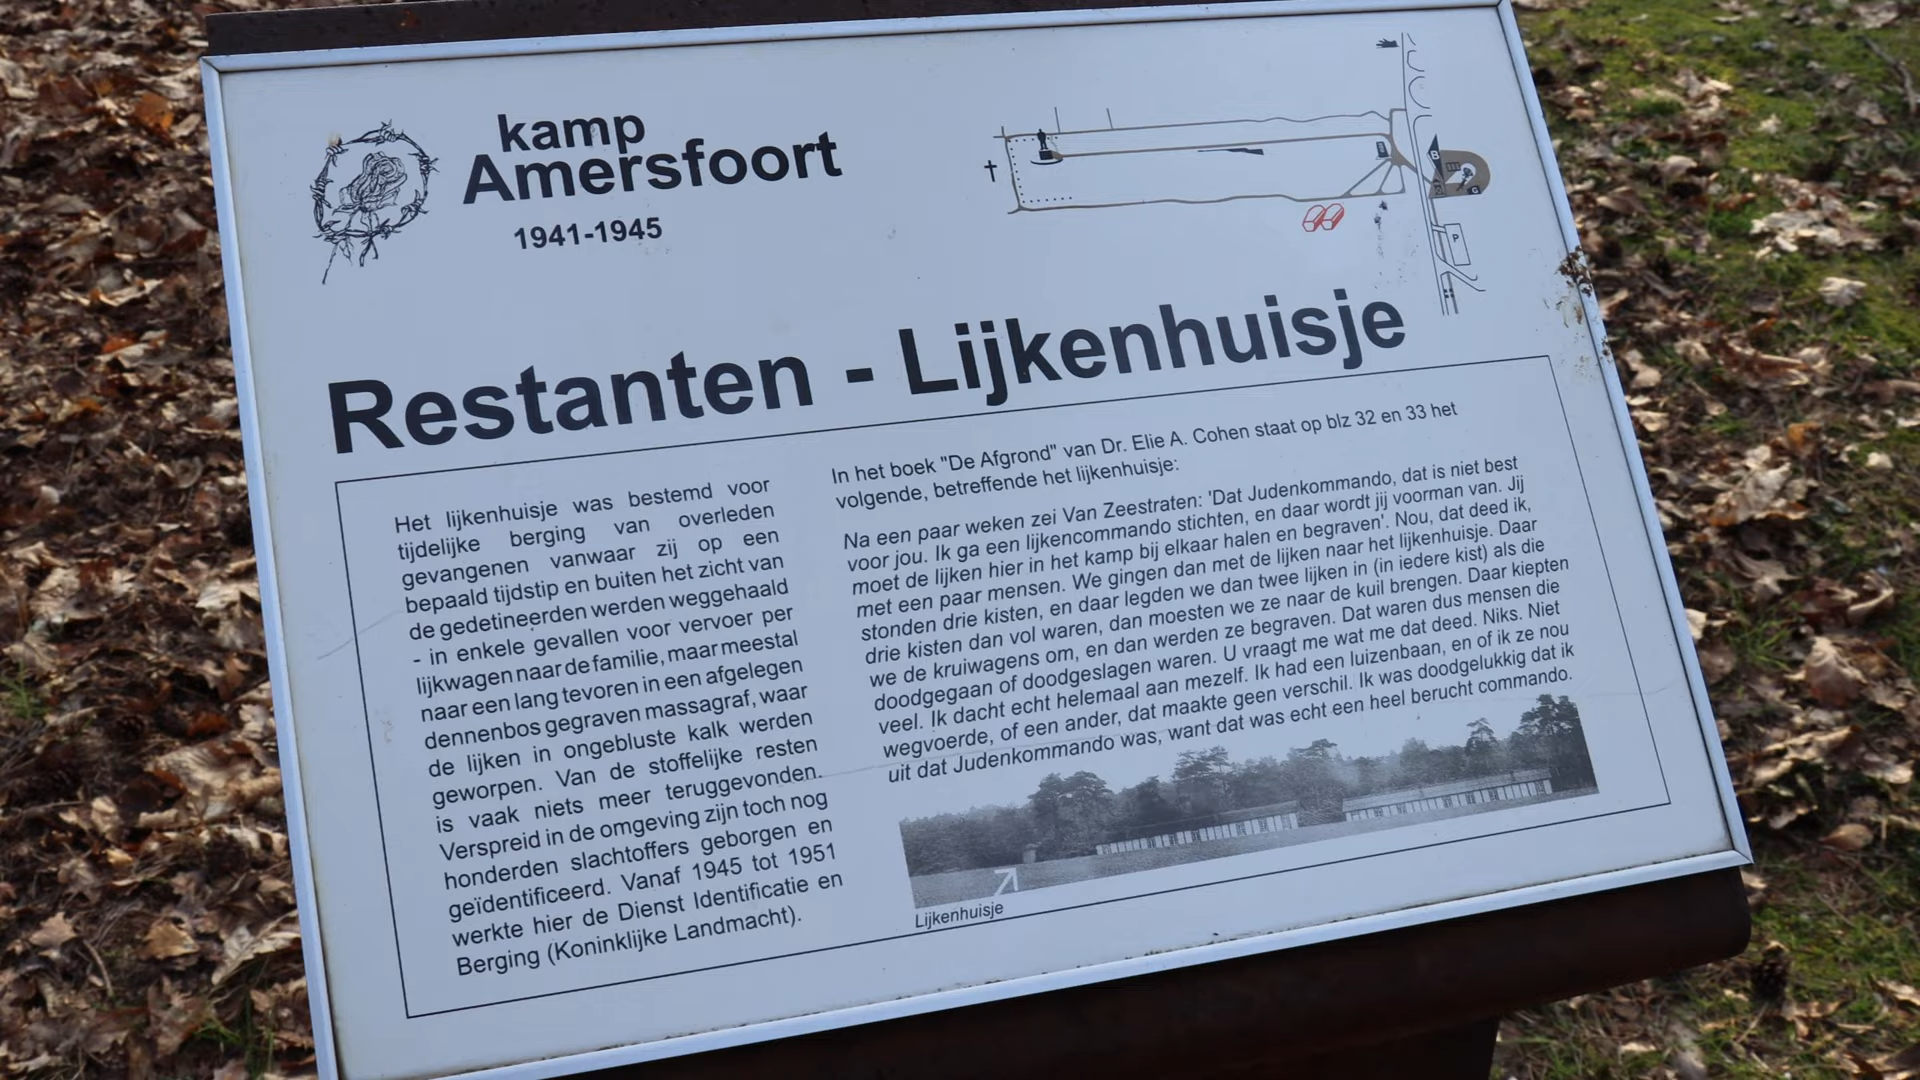 kamp
Amersfoort
1941-1945
B
G
P
Restanten - Lijkenhuisje
Het lijkenhuisje was bestemd voor
tijdelijke berging van overleden
gevangenen vanwaar zij op een
bepaald tijdstip en buiten het zicht van
de gedetineerden werden weggehaald
- in enkele gevallen voor vervoer per
lijkwagen naar de familie, maar meestal
naar een lang tevoren in een afgelegen
dennenbos gegraven massagraf, waar
de lijken in ongebluste kalk werden
geworpen. Van de stoffelijke resten
is vaak niets meer teruggevonden.
Verspreid in de omgeving zijn toch nog
honderden slachtoffers geborgen en
geïdentificeerd. Vanaf 1945 tot 1951
werkte hier de Dienst Identificatie en
Berging (Koninklijke Landmacht).
In het boek "De Afgrond" van Dr. Elie A. Cohen staat op blz 32 en 33 het
volgende, betreffende het lijkenhuisje:
Na een paar weken zei Van Zeestraten: 'Dat Judenkommando, dat is niet best
voor jou. Ik ga een lijkencommando stichten, en daar wordt jij voorman van. Jij
moet de lijken hier in het kamp bij elkaar halen en begraven'. Nou, dat deed ik,
met een paar mensen. We gingen dan met de lijken naar het lijkenhuisje. Daar
stonden drie kisten, en daar legden we dan twee lijken in (in iedere kist) als die
drie kisten dan vol waren, dan moesten we ze naar de kuil brengen. Daar kiepten
we de kruiwagens om, en dan werden ze begraven. Dat waren dus mensen die
doodgegaan of doodgeslagen waren. U vraagt me wat me dat deed. Niks. Niet
veel. Ik dacht echt helemaal aan mezelf. Ik had een luizenbaan, en of ik ze nou
wegvoerde, of een ander, dat maakte geen verschil. Ik was doodgelukkig dat ik
uit dat Judenkommando was, want dat was echt een heel berucht commando.
Lijkenhuisje